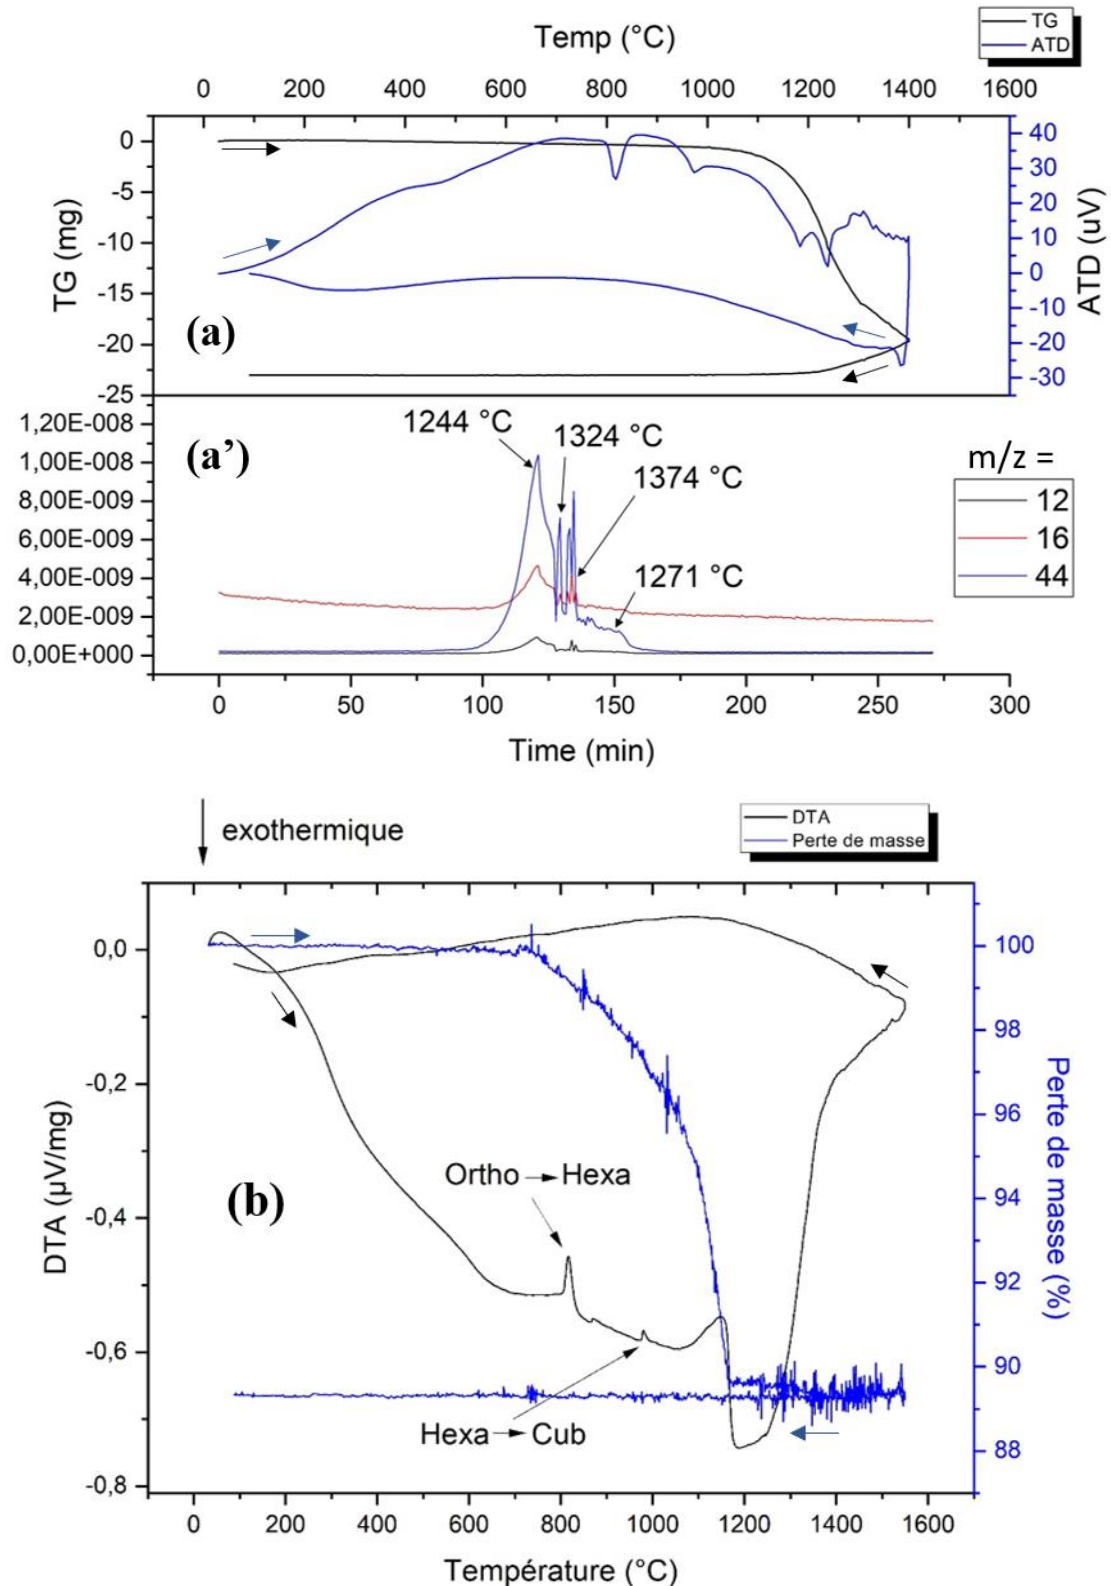 TG
ATD
Temp (°C)
0 200 400 600 800 1000 1200 1400 1600
0
-5
-10
-15
-20
-25
TG (mg)
40
30
20
10
0
-10
-20
-30
ATD (uV)
(a)
1,20E-008
1,00E-008
8,00E-009
6,00E-009
4,00E-009
2,00E-009
0,00E+000
(a’)
1244 °C
1324 °C
1374 °C
1271 °C
m/z =
12
16
44
0 50 100 150 200 250 300
Time (min)
exothermique
DTA
Perte de masse
0,0
-0,2
-0,4
-0,6
-0,8
DTA (µV/mg)
100
98
96
94
92
90
88
Perte de masse (%)
Ortho → Hexa
(b)
Hexa → Cub
0 200 400 600 800 1000 1200 1400 1600
Température (°C)